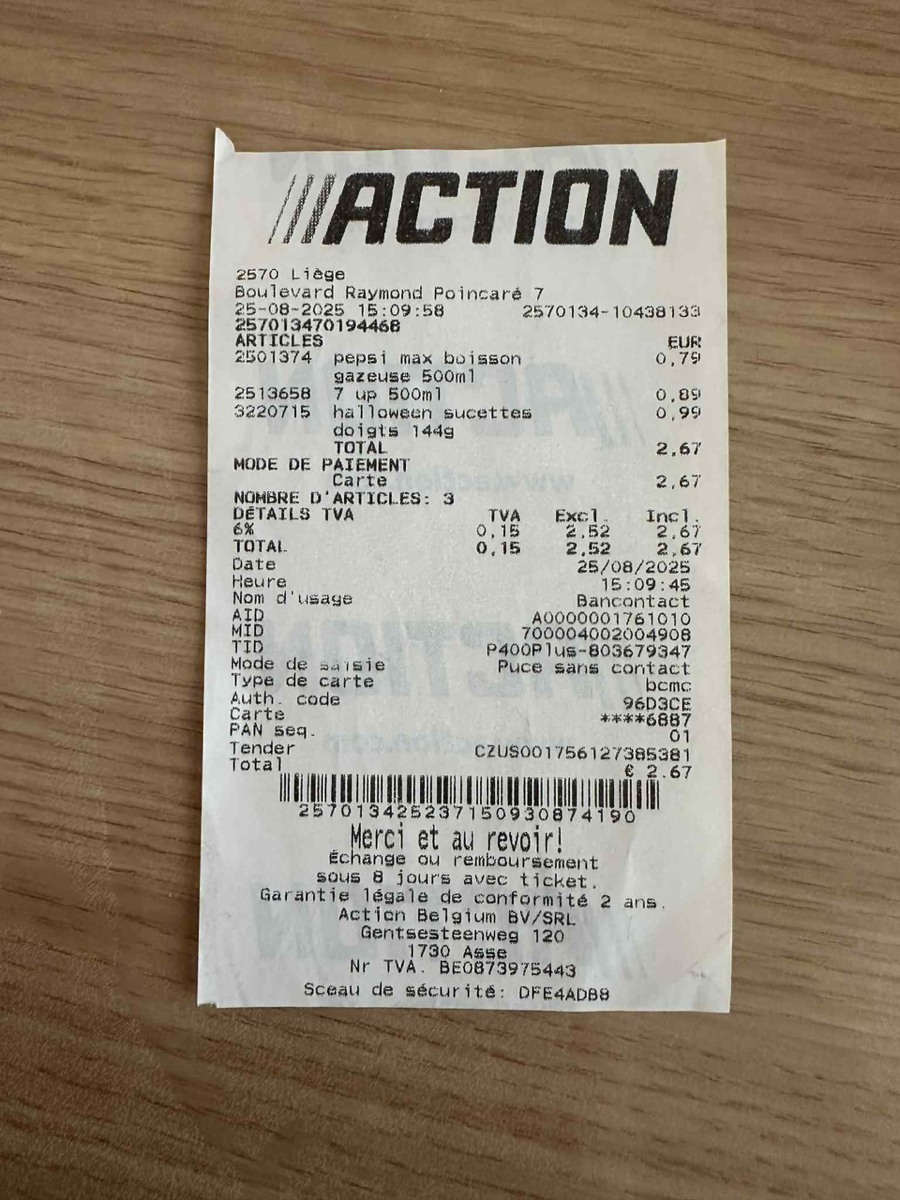 ACTION
2570 Liège
Boulevard Raymond Poincaré 7
25-08-2025 15:09:58 2570134-10438133
257013470194468
ARTICLES EUR
2501374 pepsi max boisson 0,79
gazeuse 500ml
2513658 7 up 500ml 0,89
3220715 halloween sucettes 0,99
doigts 144g
TOTAL 2,67
MODE DE PAIEMENT
Carte 2,67
NOMBRE D'ARTICLES: 3
DÉTAILS TVA TVA Excl. Incl.
6% 0,15 2,52 2,67
TOTAL 0,15 2,52 2,67
Date 25/08/2025
Heure 15:09:45
Nom d'usage Bancontact
AID A0000001761010
MID 700004002004908
TID P400Plus-803679347
Mode de saisie Puce sans contact
Type de carte bcmc
Auth. code 96D3CE
Carte ****6887
PAN seq. 01
Tender CZUS001756127385381
Total € 2.67
257013425237150930874190
Merci et au revoir!
Échange ou remboursement
sous 8 jours avec ticket.
Garantie légale de conformité 2 ans.
Action Belgium BV/SRL
Gentsesteenweg 120
1730 Asse
Nr TVA. BE0873975443
Sceau de sécurité: DFE4ADB8